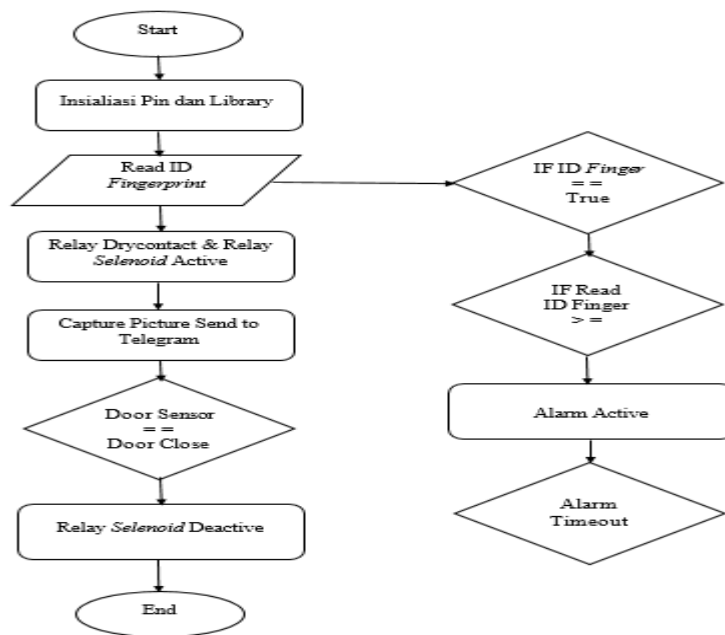 Start
Insialiasi Pin dan Library
Read ID
Fingerprint
Relay Drycontact & Relay
Selenoid Active
Capture Picture Send to
Telegram
Door Sensor
= =
Door Close
Relay Selenoid Deactive
End
IF ID Finger
= =
True
IF Read
ID Finger
> =
Alarm Active
Alarm
Timeout